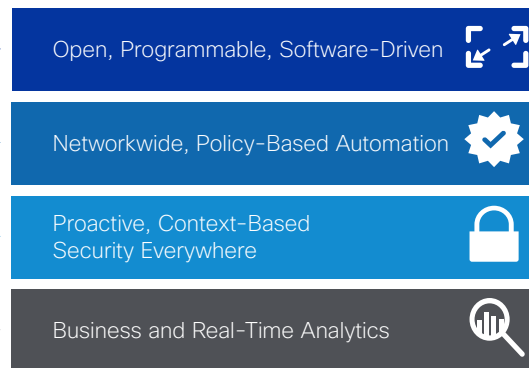 Open, Programmable, Software-Driven
Networkwide, Policy-Based Automation
Proactive, Context-Based
Security Everywhere
Business and Real-Time Analytics